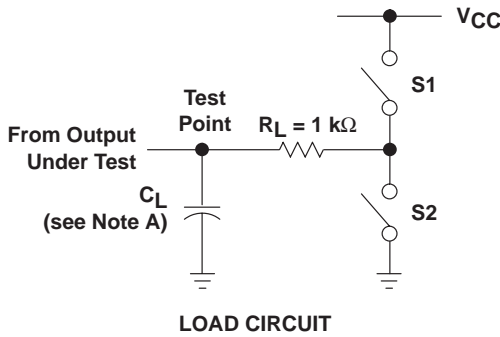 VCC
S1
Test
Point
RL = 1 kΩ
From Output
Under Test
CL
(see Note A)
S2
LOAD CIRCUIT